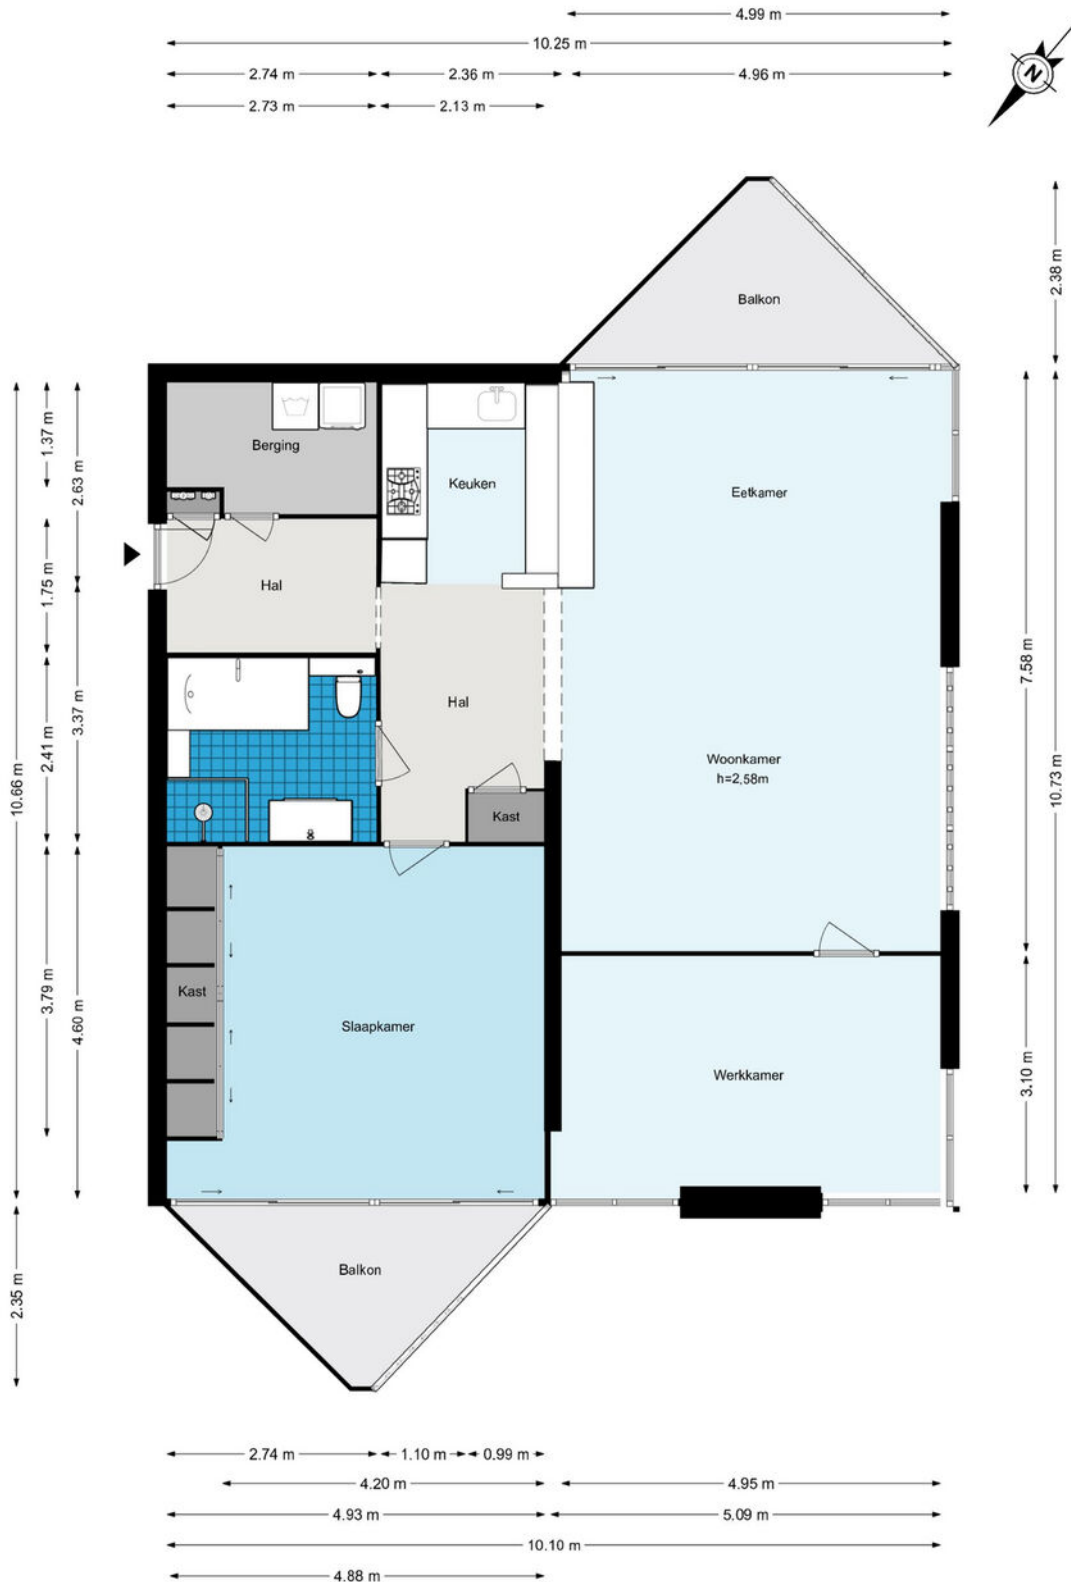 4.99 m
10.25 m
2.74 m
2.36 m
4.96 m
2.73 m
2.13 m
N
2.38 m
Balkon
1.37 m
2.63 m
Berging
Keuken
Eetkamer
1.75 m
Hal
7.58 m
2.41 m
3.37 m
Hal
Woonkamer
h=2,58m
10.66 m
10.73 m
Kast
3.79 m
4.60 m
Kast
Slaapkamer
Werkkamer
3.10 m
2.35 m
Balkon
2.74 m
1.10 m
0.99 m
4.20 m
4.95 m
4.93 m
5.09 m
10.10 m
4.88 m